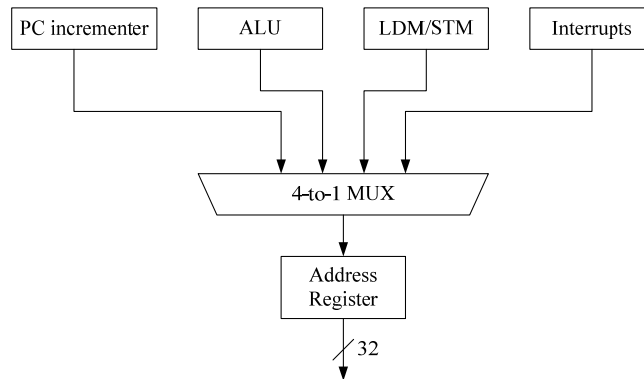 PC incrementer
ALU
LDM/STM
Interrupts
4-to-1 MUX
Address
Register
32